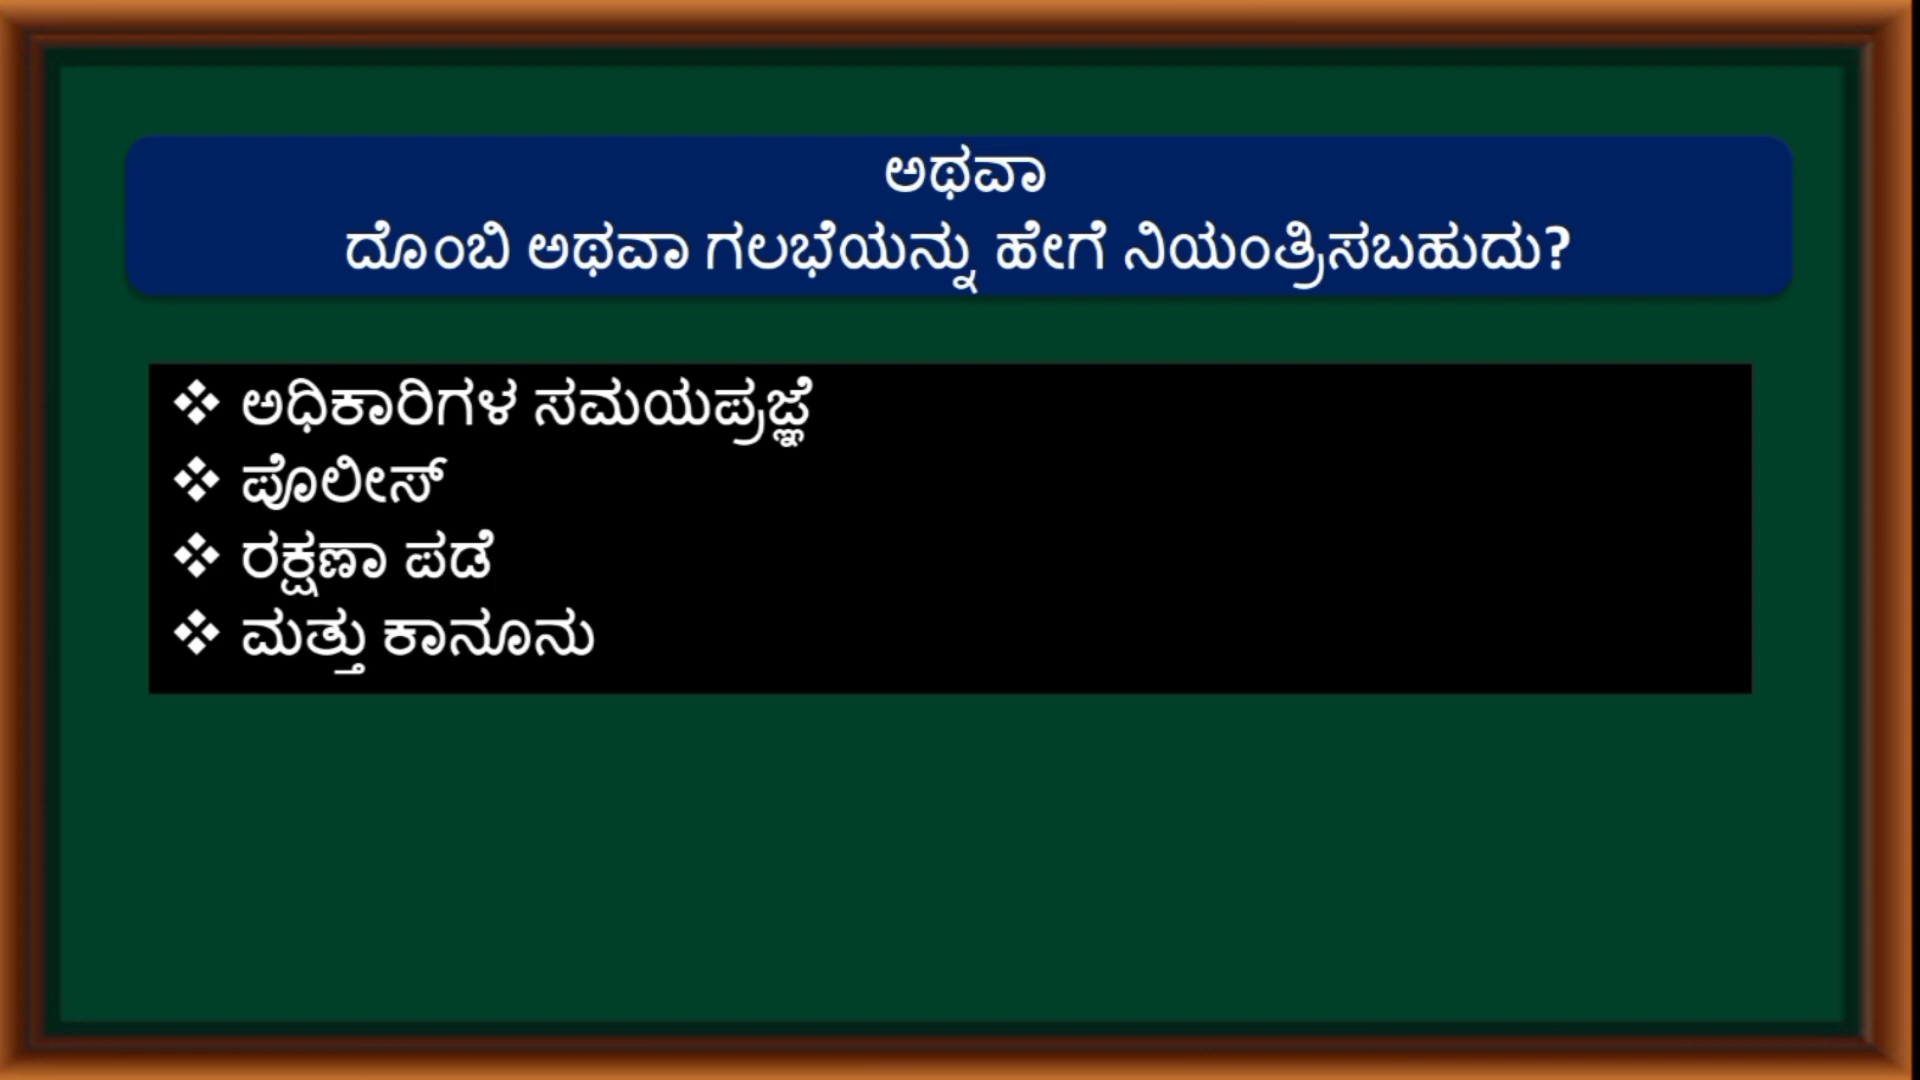 ಅಥವಾ
ದೊಂಬಿ ಅಥವಾ ಗಲಭೆಯನ್ನು ಹೇಗೆ ನಿಯಂತ್ರಿಸಬಹುದು?
❖ ಅಧಿಕಾರಿಗಳ ಸಮಯಪ್ರಜ್ಞೆ
❖ ಪೊಲೀಸ್
❖ ರಕ್ಷಣಾ ಪಡೆ
❖ ಮತ್ತು ಕಾನೂನು